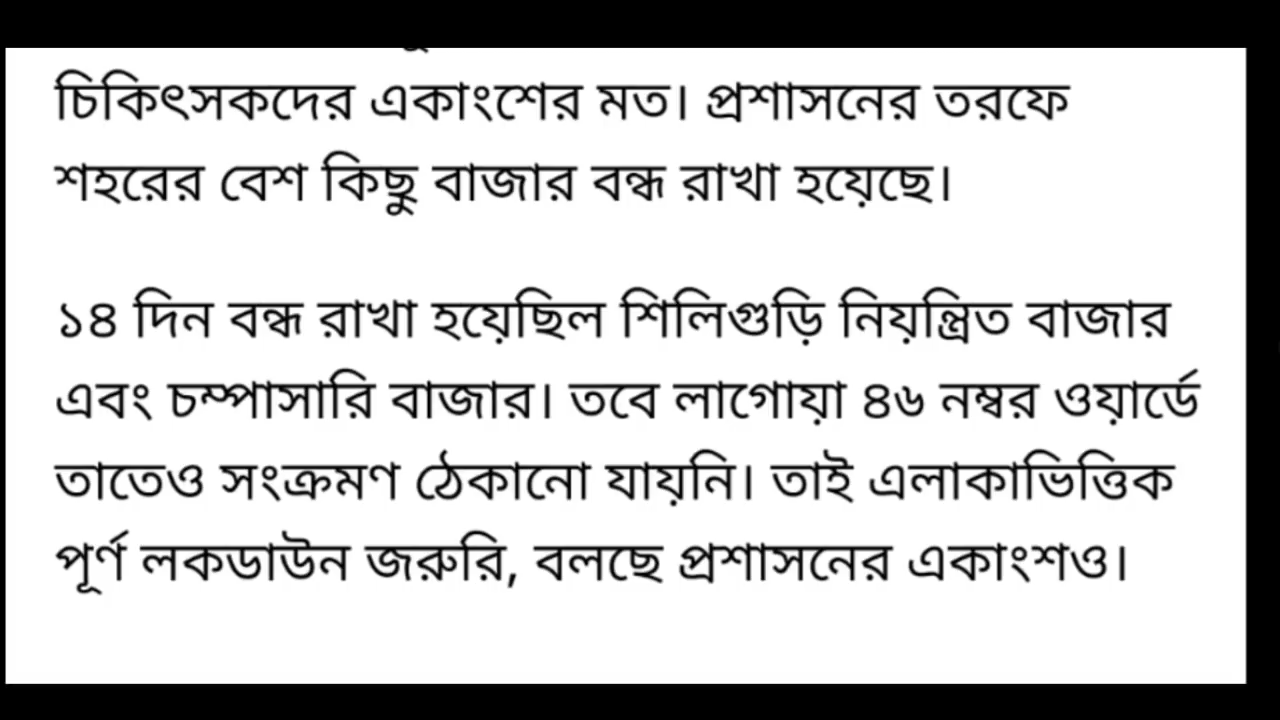 চিকিৎসকদের একাংশের মত। প্রশাসনের তরফে
শহরের বেশ কিছু বাজার বন্ধ রাখা হয়েছে।
১৪ দিন বন্ধ রাখা হয়েছিল শিলিগুড়ি নিয়ন্ত্রিত বাজার
এবং চম্পাসারি বাজার। তবে লাগোয়া ৪৬ নম্বর ওয়ার্ডে
তাতেও সংক্রমণ ঠেকানো যায়নি। তাই এলাকাভিত্তিক
পূর্ণ লকডাউন জরুরি, বলছে প্রশাসনের একাংশও।